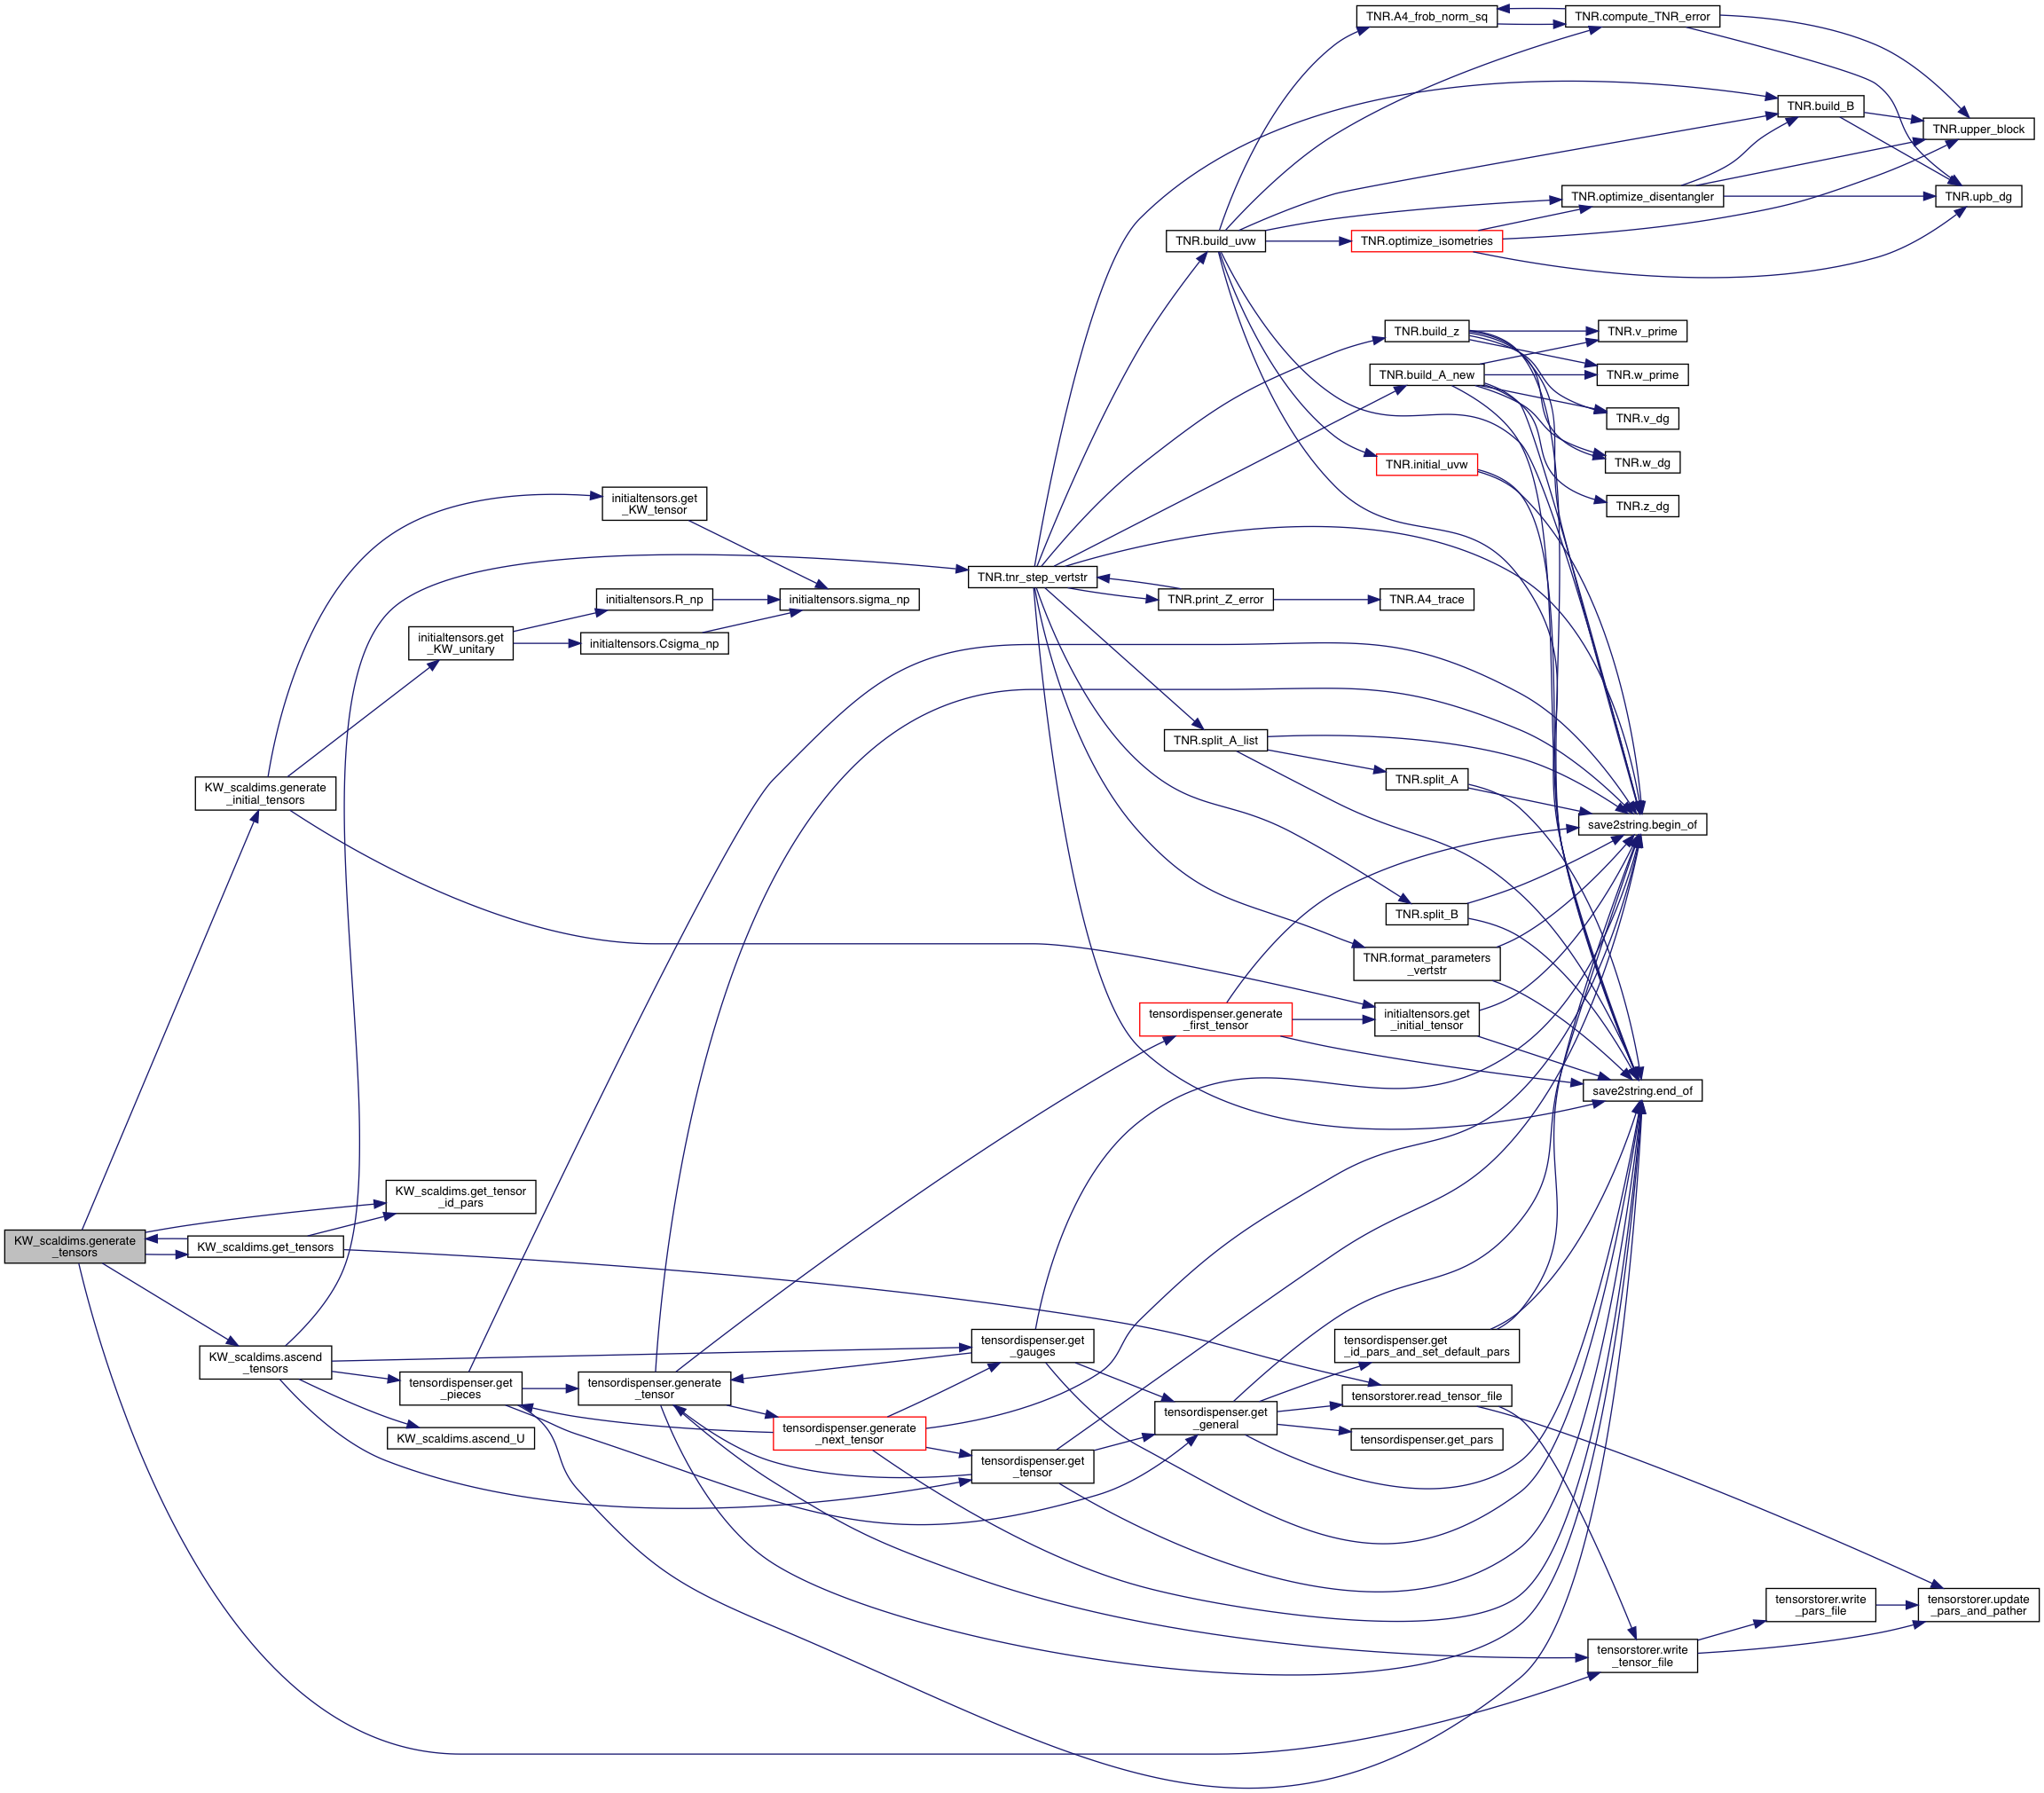 TNR.A4_frob_norm_sq
TNR.compute_TNR_error
TNR.build_B
TNR.upper_block
TNR.optimize_disentangler
TNR.upb_dg
TNR.build_uvw
TNR.optimize_isometries
TNR.build_z
TNR.v_prime
TNR.build_A_new
TNR.w_prime
TNR.v_dg
TNR.initial_uvw
TNR.w_dg
initialtensors.get
_KW_tensor
TNR.z_dg
TNR.tnr_step_vertstr
initialtensors.R_np
initialtensors.sigma_np
TNR.print_Z_error
TNR.A4_trace
initialtensors.get
_KW_unitary
initialtensors.Csigma_np
TNR.split_A_list
KW_scaldims.generate
_initial_tensors
TNR.split_A
save2string.begin_of
TNR.split_B
TNR.format_parameters
_vertstr
tensordispenser.generate
_first_tensor
initialtensors.get
_initial_tensor
save2string.end_of
KW_scaldims.get_tensor
_id_pars
KW_scaldims.generate
_tensors
KW_scaldims.get_tensors
KW_scaldims.ascend
_tensors
tensordispenser.get
_gauges
tensordispenser.get
_id_pars_and_set_default_pars
tensordispenser.get
_pieces
tensordispenser.generate
_tensor
tensorstorer.read_tensor_file
KW_scaldims.ascend_U
tensordispenser.generate
_next_tensor
tensordispenser.get
_general
tensordispenser.get_pars
tensordispenser.get
_tensor
tensorstorer.write
_pars_file
tensorstorer.update
_pars_and_pather
tensorstorer.write
_tensor_file